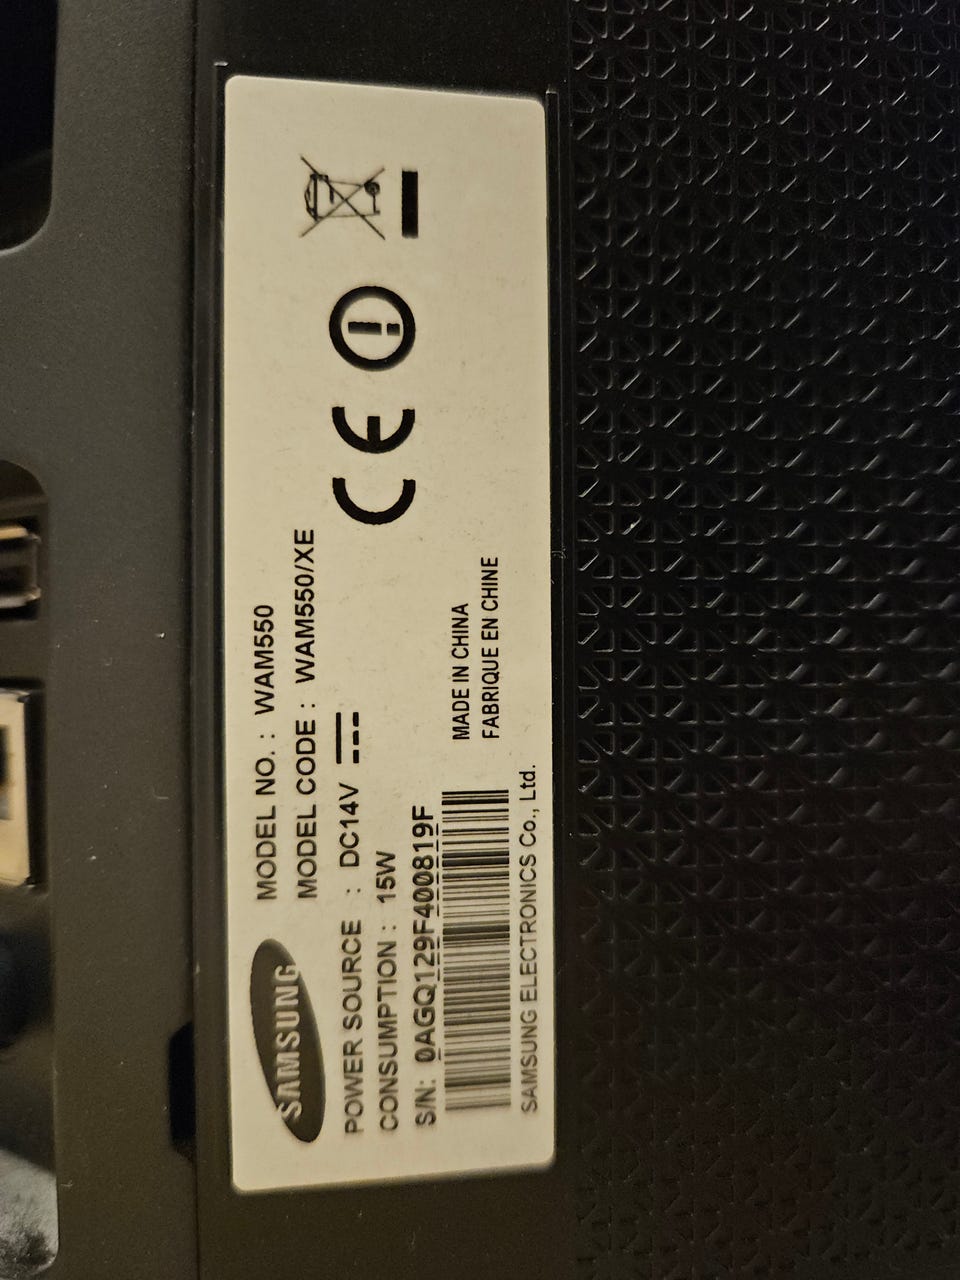 SAMSUNG
MODEL NO. : WAM550
MODEL CODE : WAM550/XE
POWER SOURCE : DC14V
CONSUMPTION : 15W
S/N: 0AGQ129F400819F
MADE IN CHINA
FABRIQUE EN CHINE
SAMSUNG ELECTRONICS Co., Ltd.
CE